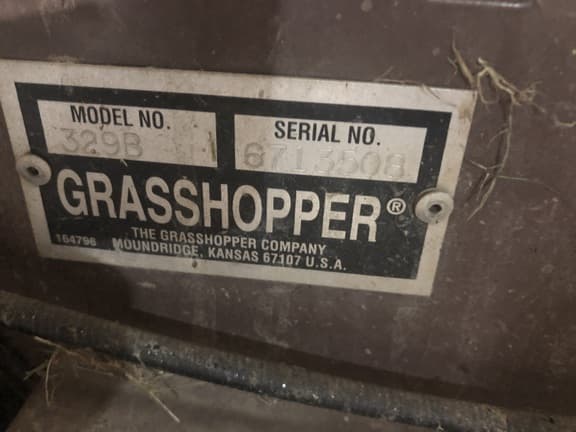 MODEL NO. SERIAL NO.
329B 6713508
GRASSHOPPER®
THE GRASSHOPPER COMPANY
164796 MOUNDRIDGE, KANSAS 67107 U.S.A.